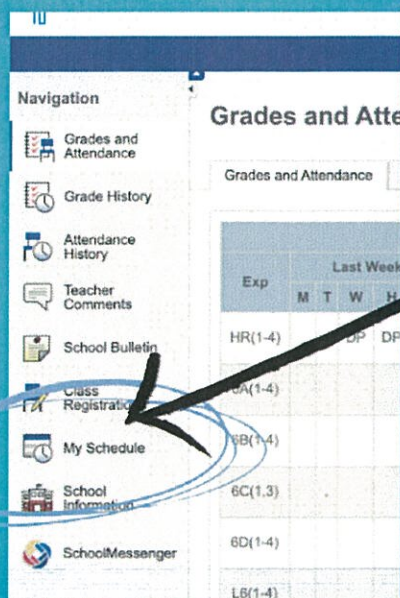 Navigation
Grades and
Attendance
Grade History
Attendance
History
Teacher
Comments
School Bulletin
Class
Registration
My Schedule
School
Information
SchoolMessenger
Grades and Atte
Grades and Attendance
Exp
Last Week
M T W H
HR(1-4)
DP DP
6A(1-4)
6B(1-4)
6C(1.3)
6D(1-4)
L6(1-4)